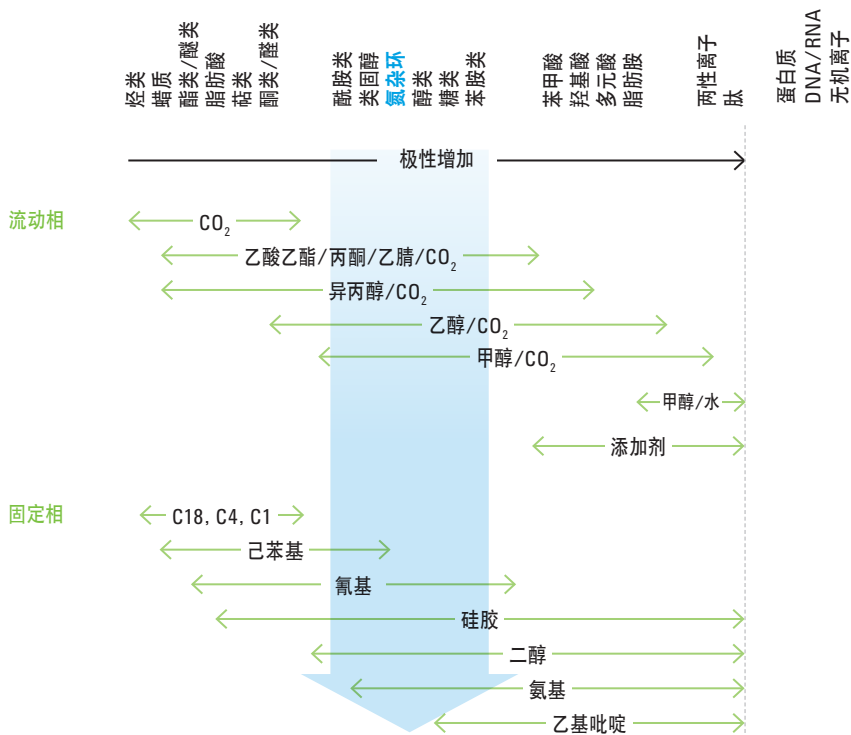 烃类
蜡质
酯类/醚类
脂肪酸
萜类
酮类/醛类
酰胺类
类固醇
氮杂环
醇类
糖类
苯胺类
苯甲酸
羟基酸
多元酸
脂肪胺
两性离子
肽
蛋白质
DNA/RNA
无机离子
极性增加
流动相
CO₂
乙酸乙酯/丙酮/乙腈/CO₂
异丙醇/CO₂
乙醇/CO₂
甲醇/CO₂
甲醇/水
添加剂
固定相
C18, C4, C1
己苯基
氰基
硅胶
二醇
氨基
乙基吡啶